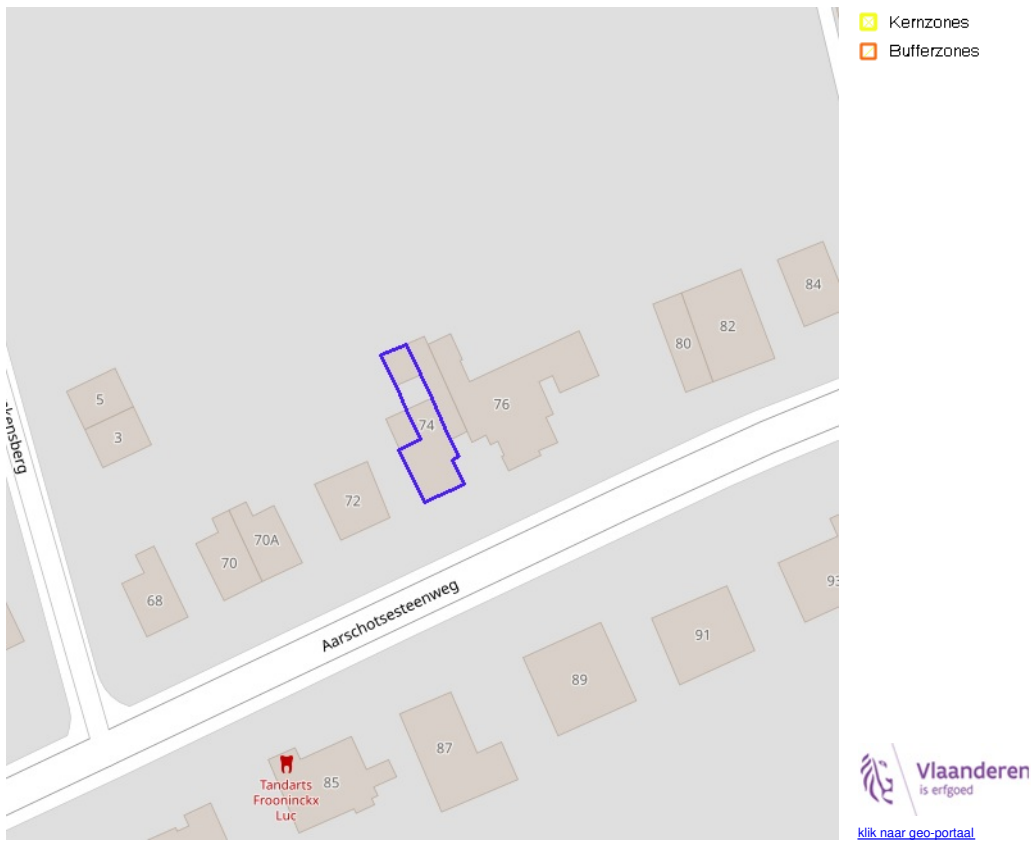 Kernzones
Bufferzones
84
82
80
5
3
76
74
72
70A
70
68
kensberg
Aarschotsesteenweg
93
91
89
87
85
Tandarts
Frooninckx
Luc
Vlaanderen
is erfgoed
klik naar geo-portaal